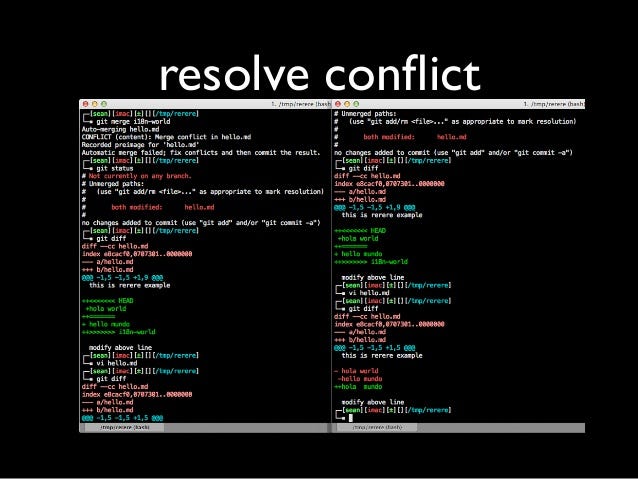 resolve conflict
1. /tmp/rerere (bash)
┌─[sean][imac][±][][/tmp/rerere]
└─▪ git merge i18n-world
Auto-merging hello.md
CONFLICT (content): Merge conflict in hello.md
Recorded preimage for 'hello.md'
Automatic merge failed; fix conflicts and then commit the result.
┌─[sean][imac][±][][/tmp/rerere]
└─▪ git status
# Not currently on any branch.
# Unmerged paths:
#   (use "git add/rm <file>..." as appropriate to mark resolution)
#
#       both modified:      hello.md
#
no changes added to commit (use "git add" and/or "git commit -a")
┌─[sean][imac][±][][/tmp/rerere]
└─▪ git diff
diff --cc hello.md
index e8cacf0,0707301..0000000
--- a/hello.md
+++ b/hello.md
@@@ -1,5 -1,5 +1,9 @@@
  this is rerere example
++<<<<<<< HEAD
 +hola world
++=======
+ hello mundo
++>>>>>>> i18n-world
  modify above line
┌─[sean][imac][±][][/tmp/rerere]
└─▪ vi hello.md
┌─[sean][imac][±][][/tmp/rerere]
└─▪ git diff
diff --cc hello.md
index e8cacf0,0707301..0000000
--- a/hello.md
+++ b/hello.md
@@@ -1,5 -1,5 +1,5 @@@
/tmp/rerere (bash)
1. /tmp/rerere (bash)
# Unmerged paths:
#   (use "git add/rm <file>..." as appropriate to mark resolution)
#
#       both modified:      hello.md
#
no changes added to commit (use "git add" and/or "git commit -a")
┌─[sean][imac][±][][/tmp/rerere]
└─▪ git diff
diff --cc hello.md
index e8cacf0,0707301..0000000
--- a/hello.md
+++ b/hello.md
@@@ -1,5 -1,5 +1,9 @@@
  this is rerere example
++<<<<<<< HEAD
 +hola world
++=======
+ hello mundo
++>>>>>>> i18n-world
  modify above line
┌─[sean][imac][±][][/tmp/rerere]
└─▪ vi hello.md
┌─[sean][imac][±][][/tmp/rerere]
└─▪ git diff
diff --cc hello.md
index e8cacf0,0707301..0000000
--- a/hello.md
+++ b/hello.md
@@@ -1,5 -1,5 +1,5 @@@
  this is rerere example
- hola world
 -hello mundo
++hola  mundo
  modify above line
┌─[sean][imac][±][][/tmp/rerere]
└─▪
/tmp/rerere (bash)